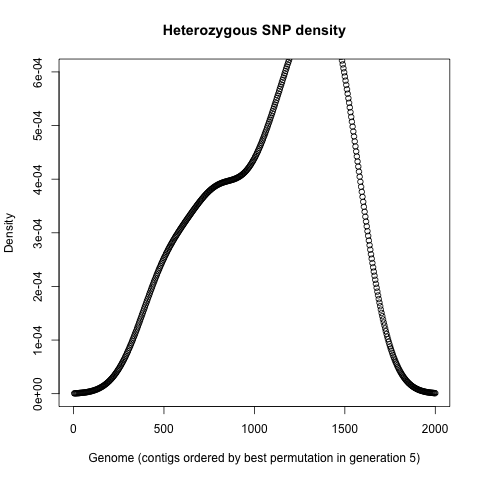 Heterozygous SNP density
6e-04
5e-04
4e-04
3e-04
2e-04
1e-04
0e+00
Density
0 500 1000 1500 2000
Genome (contigs ordered by best permutation in generation 5)